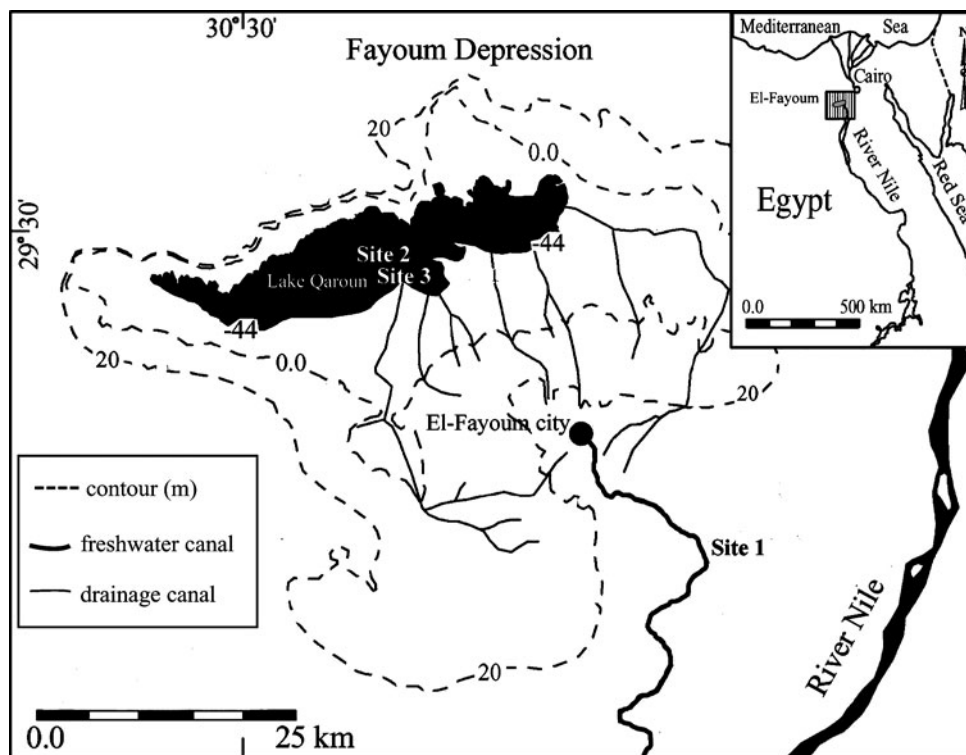 30° 30'
Fayoum Depression
Mediterranean Sea
N
Cairo
El-Fayoum
River Nile
Red Sea
Egypt
0.0 500 km
20
0.0
29° 30'
-44
Site 2
Site 3
Lake Qaroun
-44
20
0.0
20
El-Fayoum city
contour (m)
freshwater canal
drainage canal
Site 1
20
River Nile
0.0 25 km